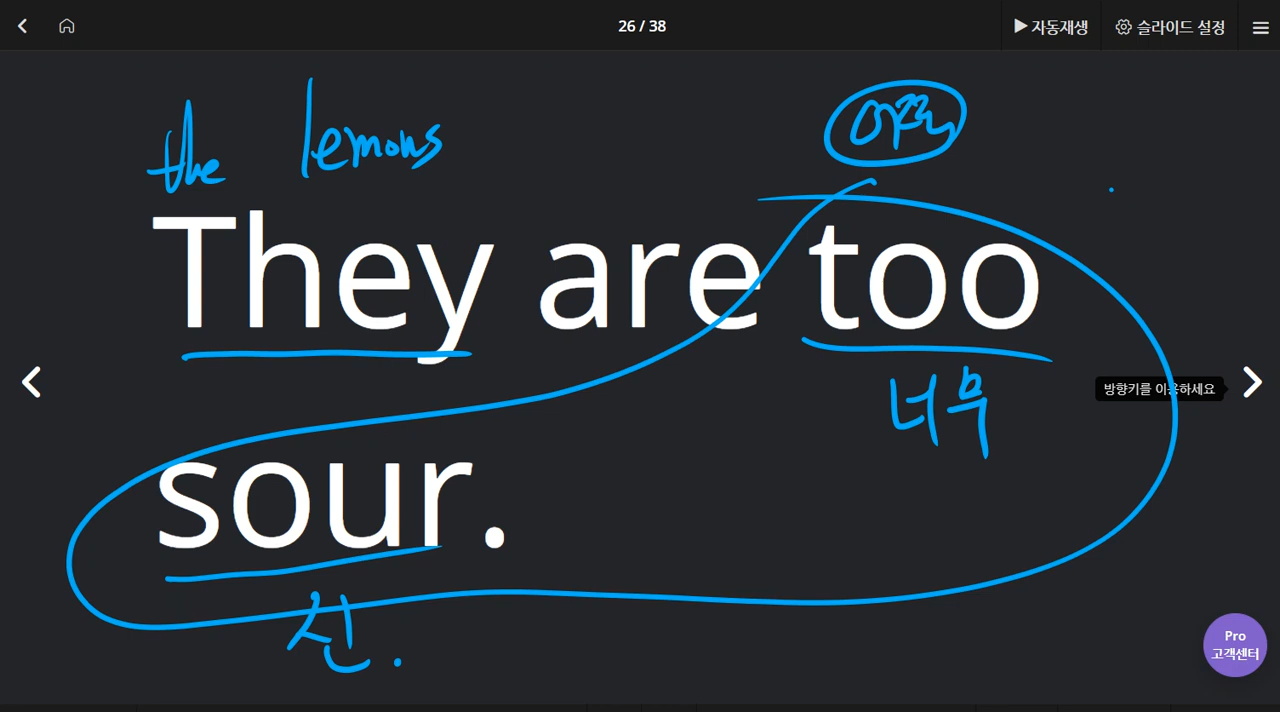 26 / 38
▶ 자동재생
슬라이드 설정
the lemons
They are too
너무
방향키를 이용하세요
sour.
신.
Pro
고객센터